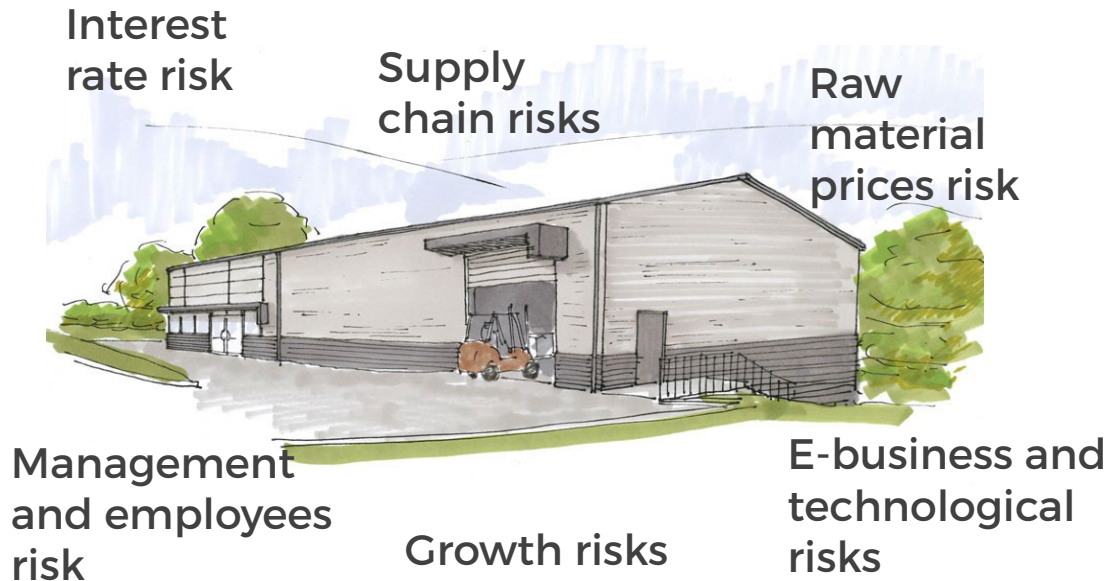 Interest
rate risk
Supply
chain risks
Raw
material
prices risk
Management
and employees
risk
Growth risks
E-business and
technological
risks